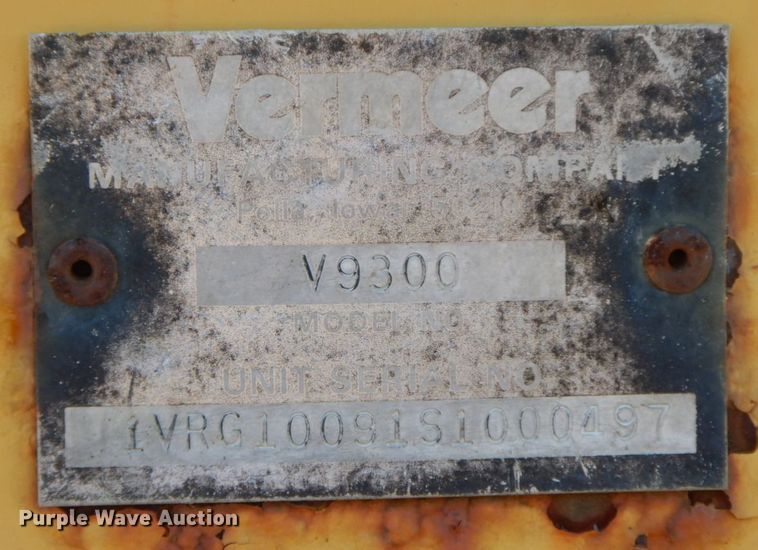 Vermeer
MANUFACTURING COMPANY
Pella, Iowa
V9300
MODEL NO.
UNIT SERIAL NO.
1VRG10091S1000497
Purple Wave Auction